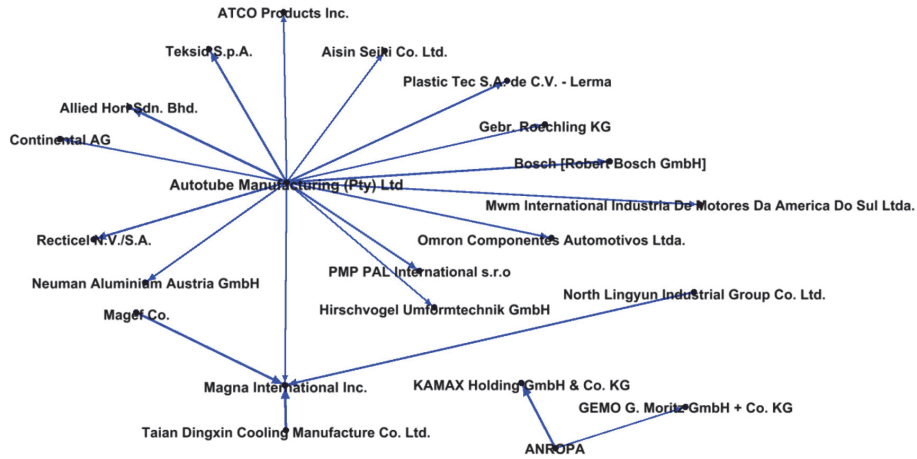 ATCO Products Inc.
Teksid S.p.A.
Aisin Seiki Co. Ltd.
Plastic Tec S.A. de C.V. - Lerma
Allied Hori Sdn. Bhd.
Gebr. Roechling KG
Continental AG
Bosch [Robert Bosch GmbH]
Autotube Manufacturing (Pty) Ltd
Mwm International Industria De Motores Da America Do Sul Ltda.
Recticel N.V./S.A.
Omron Componentes Automotivos Ltda.
PMP PAL International s.r.o
Neuman Aluminium Austria GmbH
North Lingyun Industrial Group Co. Ltd.
Hirschvogel Umformtechnik GmbH
Magef Co.
Magna International Inc.
KAMAX Holding GmbH & Co. KG
GEMO G. Moritz GmbH + Co. KG
Taian Dingxin Cooling Manufacture Co. Ltd.
ANROPA